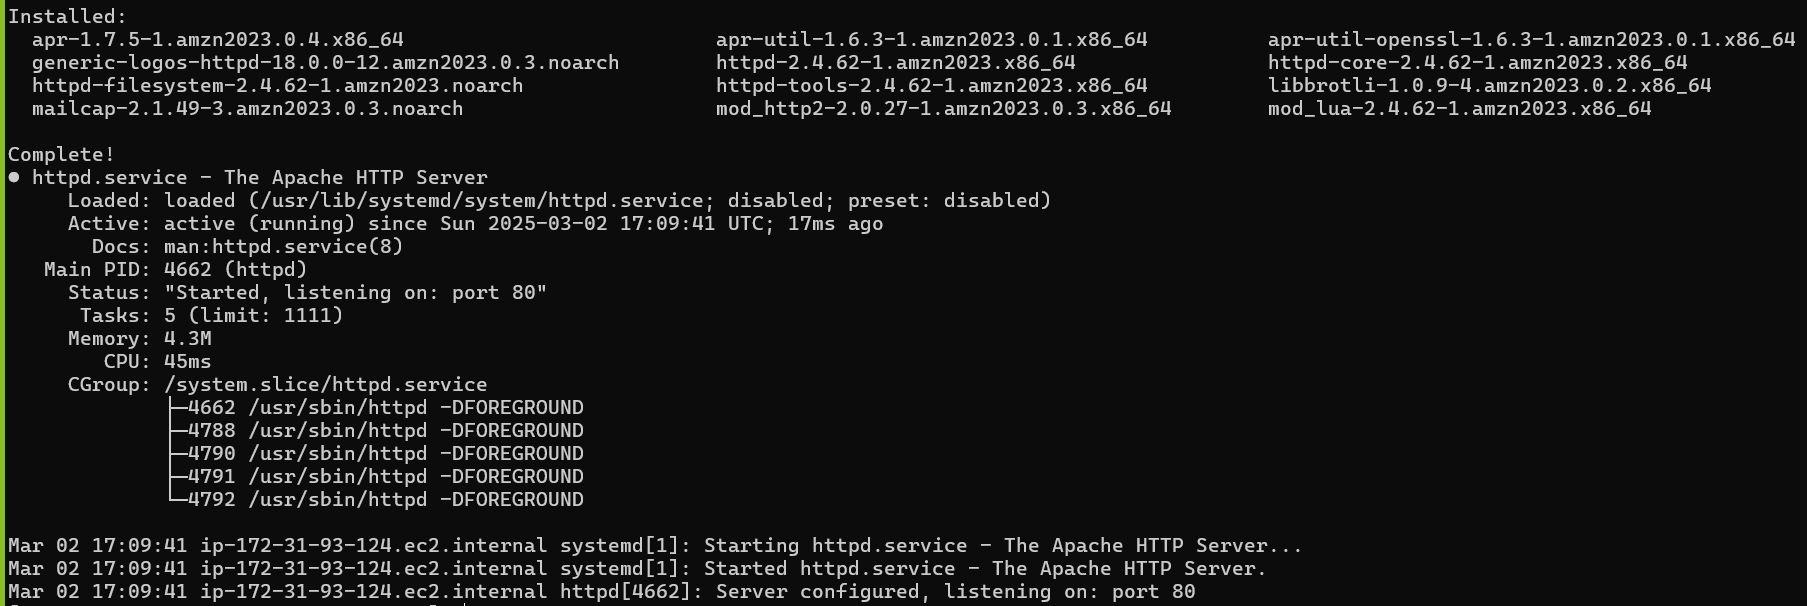 Installed:
apr-1.7.5-1.amzn2023.0.4.x86_64 apr-util-1.6.3-1.amzn2023.0.1.x86_64 apr-util-openssl-1.6.3-1.amzn2023.0.1.x86_64
generic-logos-httpd-18.0.0-12.amzn2023.0.3.noarch httpd-2.4.62-1.amzn2023.x86_64 httpd-core-2.4.62-1.amzn2023.x86_64
httpd-filesystem-2.4.62-1.amzn2023.noarch httpd-tools-2.4.62-1.amzn2023.x86_64 libbrotli-1.0.9-4.amzn2023.0.2.x86_64
mailcap-2.1.49-3.amzn2023.0.3.noarch mod_http2-2.0.27-1.amzn2023.0.3.x86_64 mod_lua-2.4.62-1.amzn2023.x86_64
Complete!
● httpd.service - The Apache HTTP Server
Loaded: loaded (/usr/lib/systemd/system/httpd.service; disabled; preset: disabled)
Active: active (running) since Sun 2025-03-02 17:09:41 UTC; 17ms ago
Docs: man:httpd.service(8)
Main PID: 4662 (httpd)
Status: "Started, listening on: port 80"
Tasks: 5 (limit: 1111)
Memory: 4.3M
CPU: 45ms
CGroup: /system.slice/httpd.service
├─4662 /usr/sbin/httpd -DFOREGROUND
├─4788 /usr/sbin/httpd -DFOREGROUND
├─4790 /usr/sbin/httpd -DFOREGROUND
├─4791 /usr/sbin/httpd -DFOREGROUND
└─4792 /usr/sbin/httpd -DFOREGROUND
Mar 02 17:09:41 ip-172-31-93-124.ec2.internal systemd[1]: Starting httpd.service - The Apache HTTP Server...
Mar 02 17:09:41 ip-172-31-93-124.ec2.internal systemd[1]: Started httpd.service - The Apache HTTP Server.
Mar 02 17:09:41 ip-172-31-93-124.ec2.internal httpd[4662]: Server configured, listening on: port 80